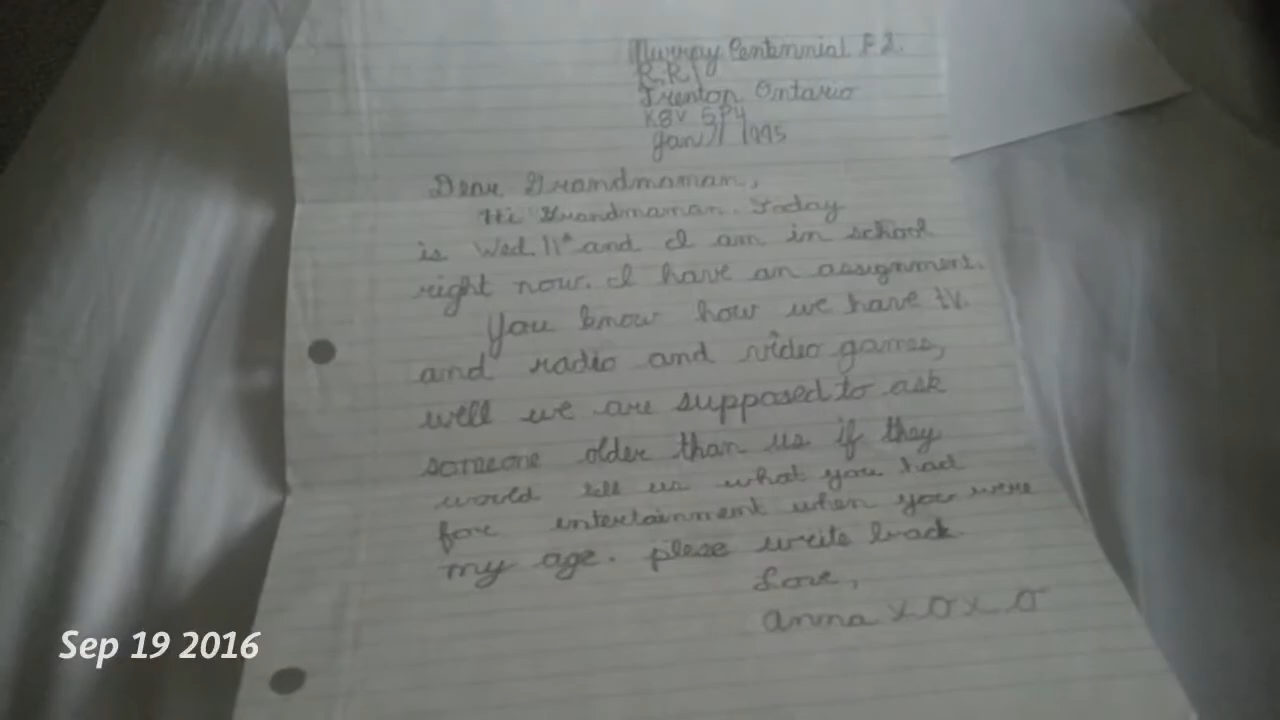 Murray Centennial P.S.
R.R.1
Trenton Ontario
K8V 5P4
Jan 11 1995
Dear Grandmaman,
Hi Grandmaman. Today
is Wed. 11th and I am in school
right now. I have an assignment.
You know how we have t.v.
and radio and video games,
well we are supposed to ask
someone older than us if they
would tell us what you had
for entertainment when you were
my age. plese write back.
Love,
Anna XOXO
Sep 19 2016